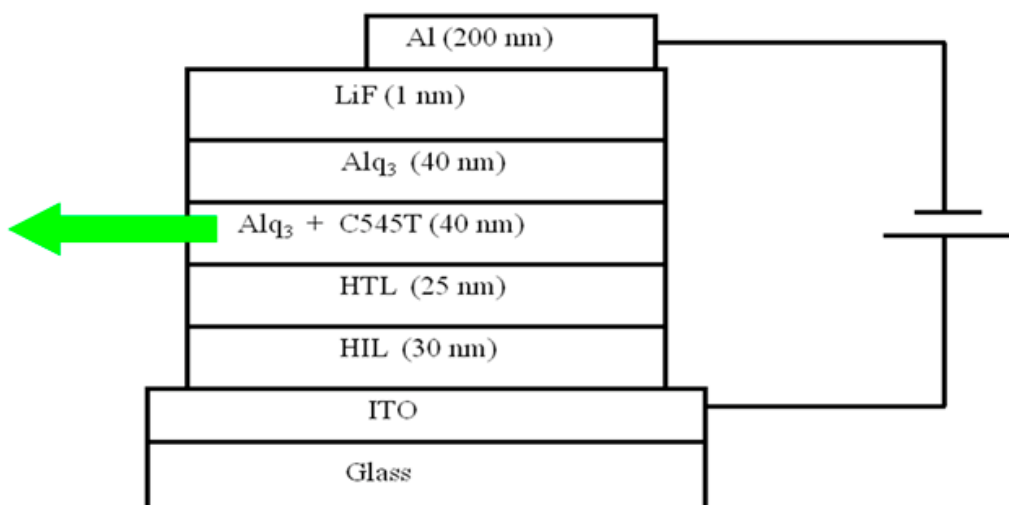 Al (200 nm)
LiF (1 nm)
Alq₃ (40 nm)
Alq₃ + C545T (40 nm)
HTL (25 nm)
HIL (30 nm)
ITO
Glass